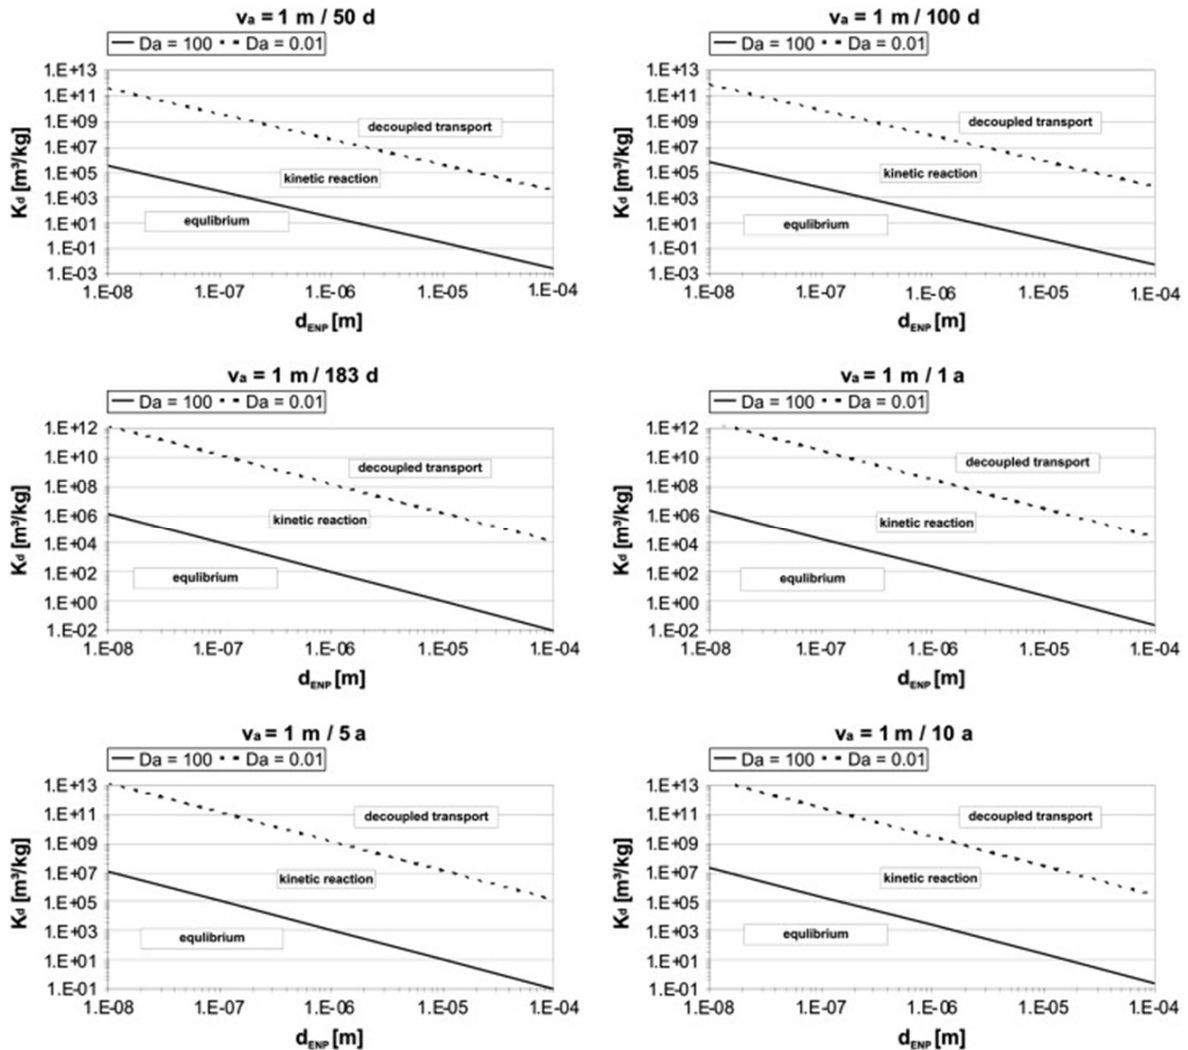 vₐ = 1 m / 50 d
Da = 100 Da = 0.01
1.E+13
1.E+11
1.E+09
1.E+07
1.E+05
1.E+03
1.E+01
1.E-01
1.E-03
Kd [m³/kg]
decoupled transport
kinetic reaction
equlibrium
1.E-08 1.E-07 1.E-06 1.E-05 1.E-04
dENP [m]
vₐ = 1 m / 100 d
Da = 100 Da = 0.01
1.E+13
1.E+11
1.E+09
1.E+07
1.E+05
1.E+03
1.E+01
1.E-01
1.E-03
Kd [m³/kg]
decoupled transport
kinetic reaction
equlibrium
1.E-08 1.E-07 1.E-06 1.E-05 1.E-04
dENP [m]
vₐ = 1 m / 183 d
Da = 100 Da = 0.01
1.E+12
1.E+10
1.E+08
1.E+06
1.E+04
1.E+02
1.E+00
1.E-02
Kd [m³/kg]
decoupled transport
kinetic reaction
equlibrium
1.E-08 1.E-07 1.E-06 1.E-05 1.E-04
dENP [m]
vₐ = 1 m / 1 a
Da = 100 Da = 0.01
1.E+12
1.E+10
1.E+08
1.E+06
1.E+04
1.E+02
1.E+00
1.E-02
Kd [m³/kg]
decoupled transport
kinetic reaction
equlibrium
1.E-08 1.E-07 1.E-06 1.E-05 1.E-04
dENP [m]
vₐ = 1 m / 5 a
Da = 100 Da = 0.01
1.E+13
1.E+11
1.E+09
1.E+07
1.E+05
1.E+03
1.E+01
1.E-01
Kd [m³/kg]
decoupled transport
kinetic reaction
equlibrium
1.E-08 1.E-07 1.E-06 1.E-05 1.E-04
dENP [m]
vₐ = 1 m / 10 a
Da = 100 Da = 0.01
1.E+13
1.E+11
1.E+09
1.E+07
1.E+05
1.E+03
1.E+01
1.E-01
Kd [m³/kg]
decoupled transport
kinetic reaction
equlibrium
1.E-08 1.E-07 1.E-06 1.E-05 1.E-04
dENP [m]